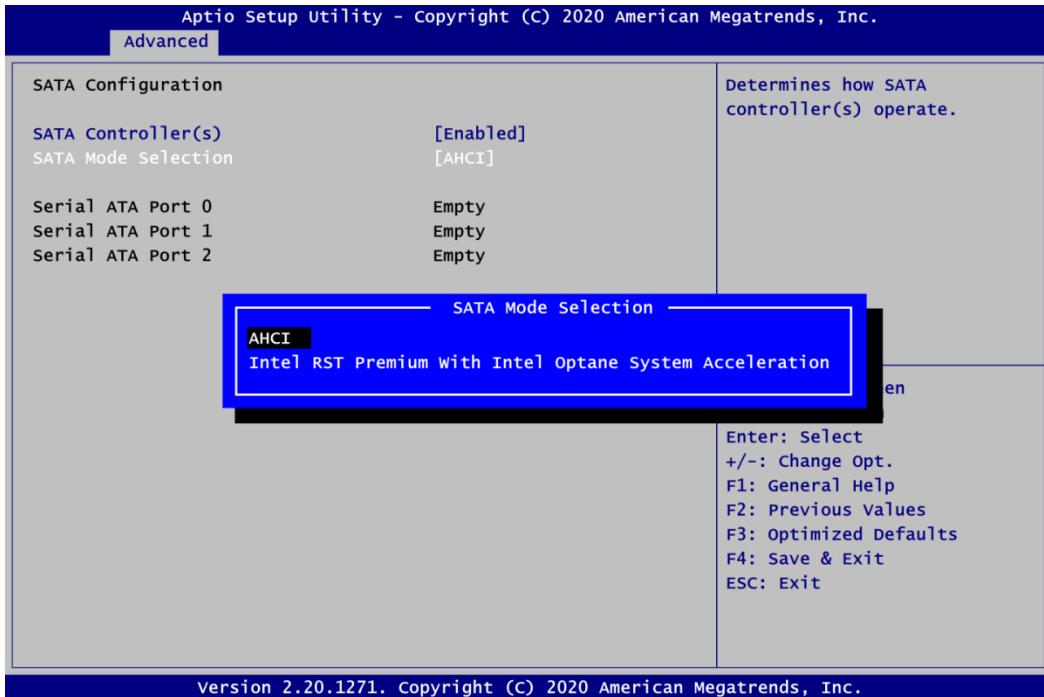 Aptio Setup Utility - Copyright (C) 2020 American Megatrends, Inc.
Advanced
SATA Configuration
SATA Controller(s) [Enabled]
SATA Mode Selection [AHCI]
Serial ATA Port 0 Empty
Serial ATA Port 1 Empty
Serial ATA Port 2 Empty
Determines how SATA
controller(s) operate.
SATA Mode Selection
AHCI
Intel RST Premium With Intel Optane System Acceleration
en
Enter: Select
+/-: Change Opt.
F1: General Help
F2: Previous Values
F3: Optimized Defaults
F4: Save & Exit
ESC: Exit
Version 2.20.1271. Copyright (C) 2020 American Megatrends, Inc.